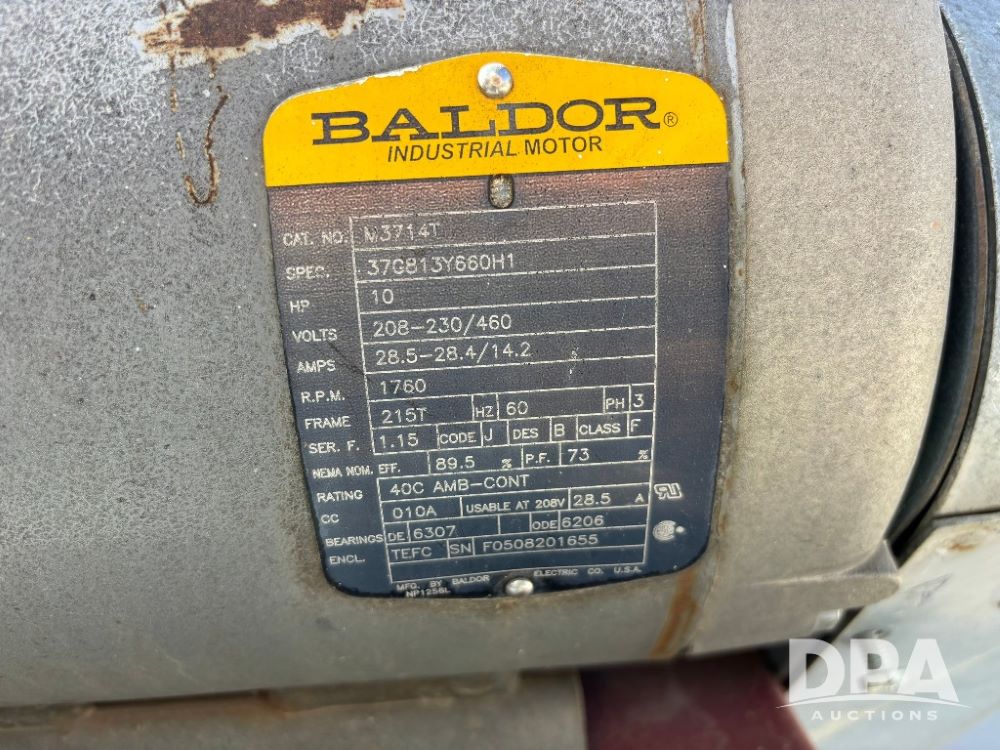 BALDOR®
INDUSTRIAL MOTOR
CAT. NO. M3714T
SPEC. 37G813Y660H1
HP 10
VOLTS 208-230/460
AMPS 28.5-28.4/14.2
R.P.M. 1760
FRAME 215T HZ 60 PH 3
SER. F. 1.15 CODE J DES B CLASS F
NEMA NOM. EFF. 89.5 % P.F. 73 %
RATING 40C AMB-CONT
CC 010A USABLE AT 208V 28.5 A
BEARINGS DE 6307 ODE 6206
ENCL. TEFC SN F0508201655
MFG. BY BALDOR ELECTRIC CO. U.S.A.
NP1256L
DPA
AUCTIONS